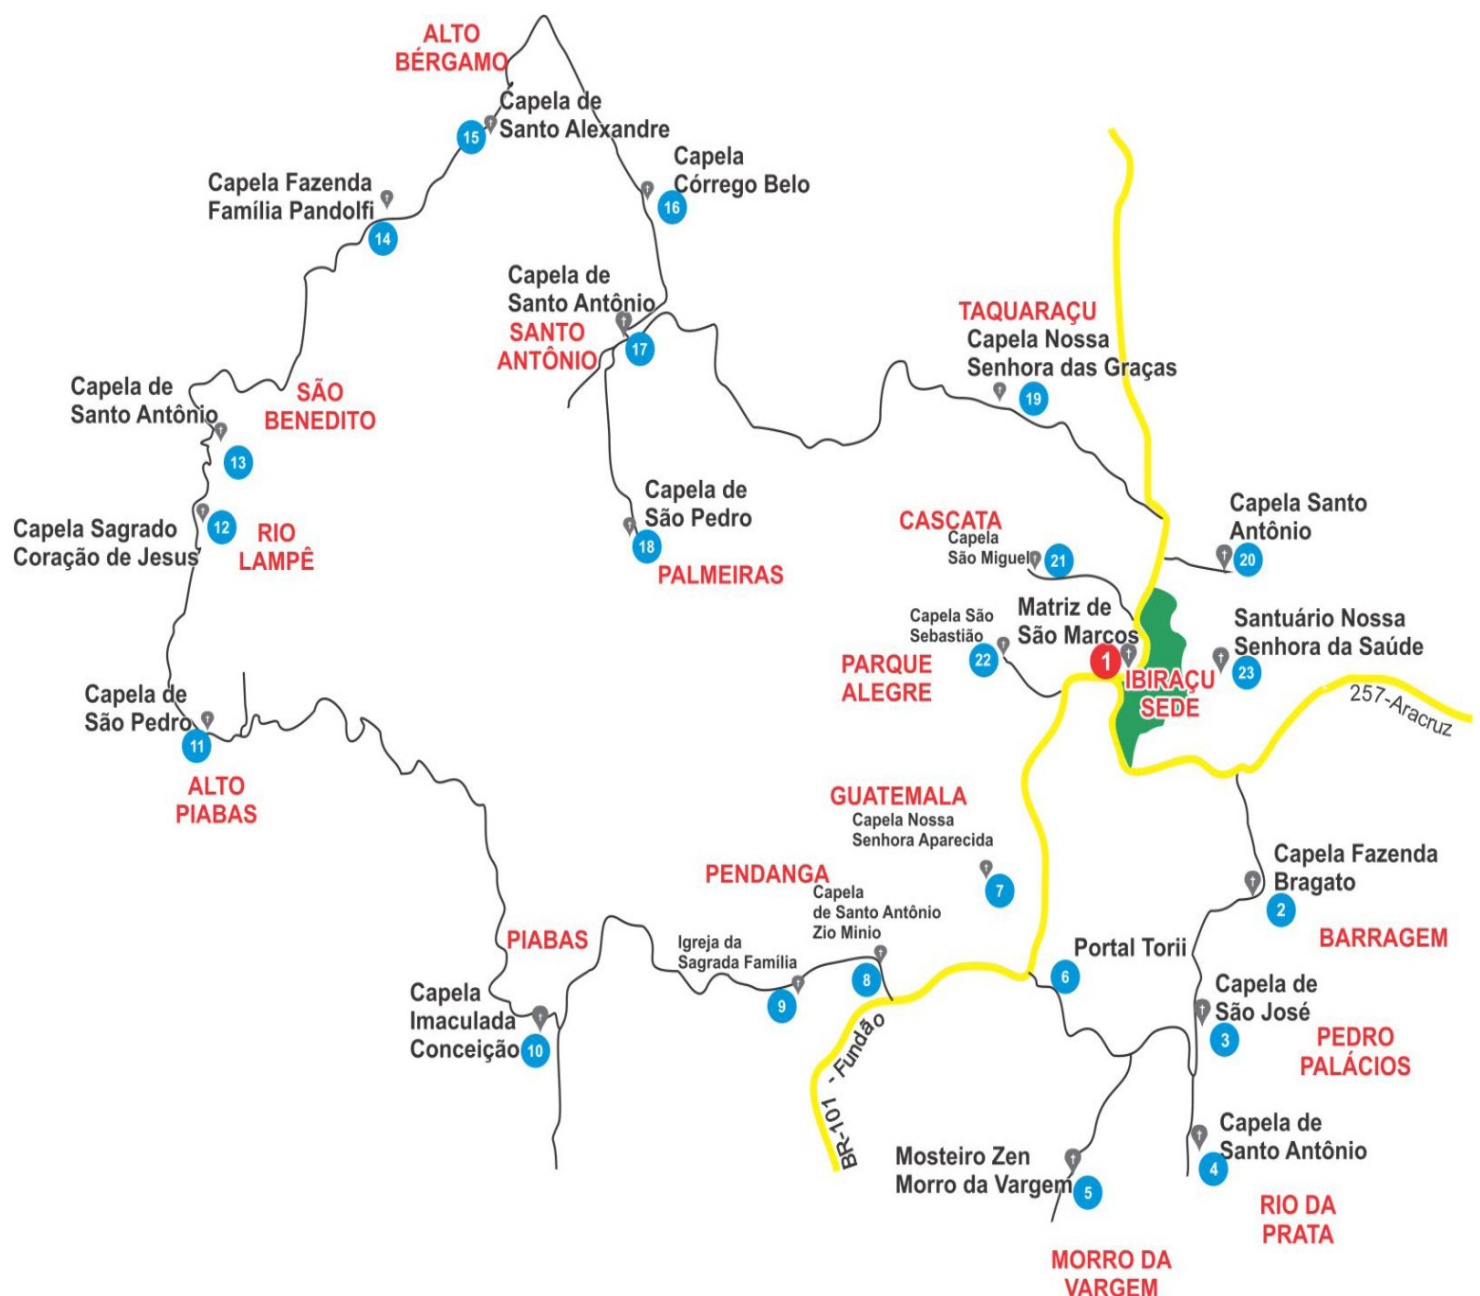 ALTO
BÉRGAMO
Capela de
Santo Alexandre
15
Capela
Córrego Belo
16
Capela Fazenda
Família Pandolfi
14
Capela de
Santo Antônio
SANTO
ANTÔNIO
17
TAQUARAÇU
Capela Nossa
Senhora das Graças
19
Capela de
Santo Antônio
SÃO
BENEDITO
13
Capela Sagrado
Coração de Jesus
12
RIO
LAMPÊ
Capela de
São Pedro
18
PALMEIRAS
CASCATA
Capela
São Miguel
21
Capela Santo
Antônio
20
Capela São
Sebastião
22
PARQUE
ALEGRE
Matriz de
São Marcos
1
IBIRAÇU
SEDE
Santuário Nossa
Senhora da Saúde
23
257-Aracruz
Capela de
São Pedro
11
ALTO
PIABAS
GUATEMALA
Capela Nossa
Senhora Aparecida
7
PENDANGA
Capela
de Santo Antônio
Zio Minio
8
Igreja da
Sagrada Família
9
PIABAS
Capela
Imaculada
Conceição
10
Capela Fazenda
Bragato
2
BARRAGEM
Portal Torii
6
Capela de
São José
3
PEDRO
PALÁCIOS
BR-101 - Fundão
Capela de
Santo Antônio
4
RIO DA
PRATA
Mosteiro Zen
Morro da Vargem
5
MORRO DA
VARGEM